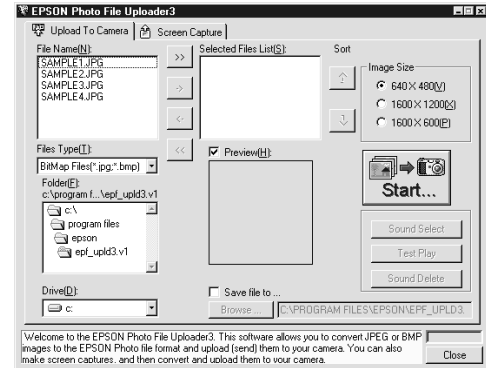 EPSON Photo File Uploader3
Upload To Camera
Screen Capture
File Name(N):
SAMPLE1.JPG
SAMPLE2.JPG
SAMPLE3.JPG
SAMPLE4.JPG
>>
->
<-
<<
Selected Files List(S):
Sort
Image Size
640×480(V)
1600×1200(X)
1600×600(P)
Files Type(T):
BitMap Files(*.jpg;*.bmp)
Preview(H):
Folder(F):
c:\program f...\epf_upld3.v1
c:\
program files
epson
epf_upld3.v1
Start...
Sound Select
Test Play
Sound Delete
Drive(D):
c:
Save file to ...
Browse ...
C:\PROGRAM FILES\EPSON\EPF_UPLD3.
Welcome to the EPSON Photo File Uploader3. This software allows you to convert JPEG or BMP
images to the EPSON Photo file format and upload (send) them to your camera. You can also
make screen captures, and then convert and upload them to your camera.
Close